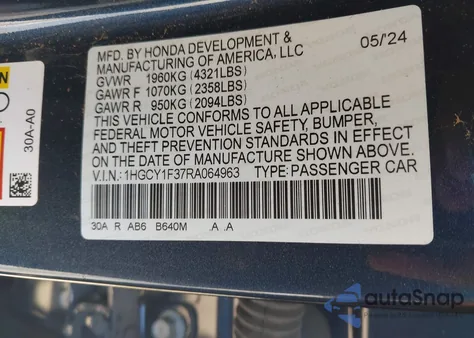 MFD. BY HONDA DEVELOPMENT & 05/24
MANUFACTURING OF AMERICA, LLC
GVWR 1960KG (4321LBS)
GAWR F 1070KG (2358LBS)
GAWR R 950KG (2094LBS)
THIS VEHICLE CONFORMS TO ALL APPLICABLE
FEDERAL MOTOR VEHICLE SAFETY, BUMPER,
AND THEFT PREVENTION STANDARDS IN EFFECT
ON THE DATE OF MANUFACTURE SHOWN ABOVE.
V.I.N.:1HGCY1F37RA064963 TYPE:PASSENGER CAR
30A R AB6 B640M .A .A
30A-A0
autoSnap